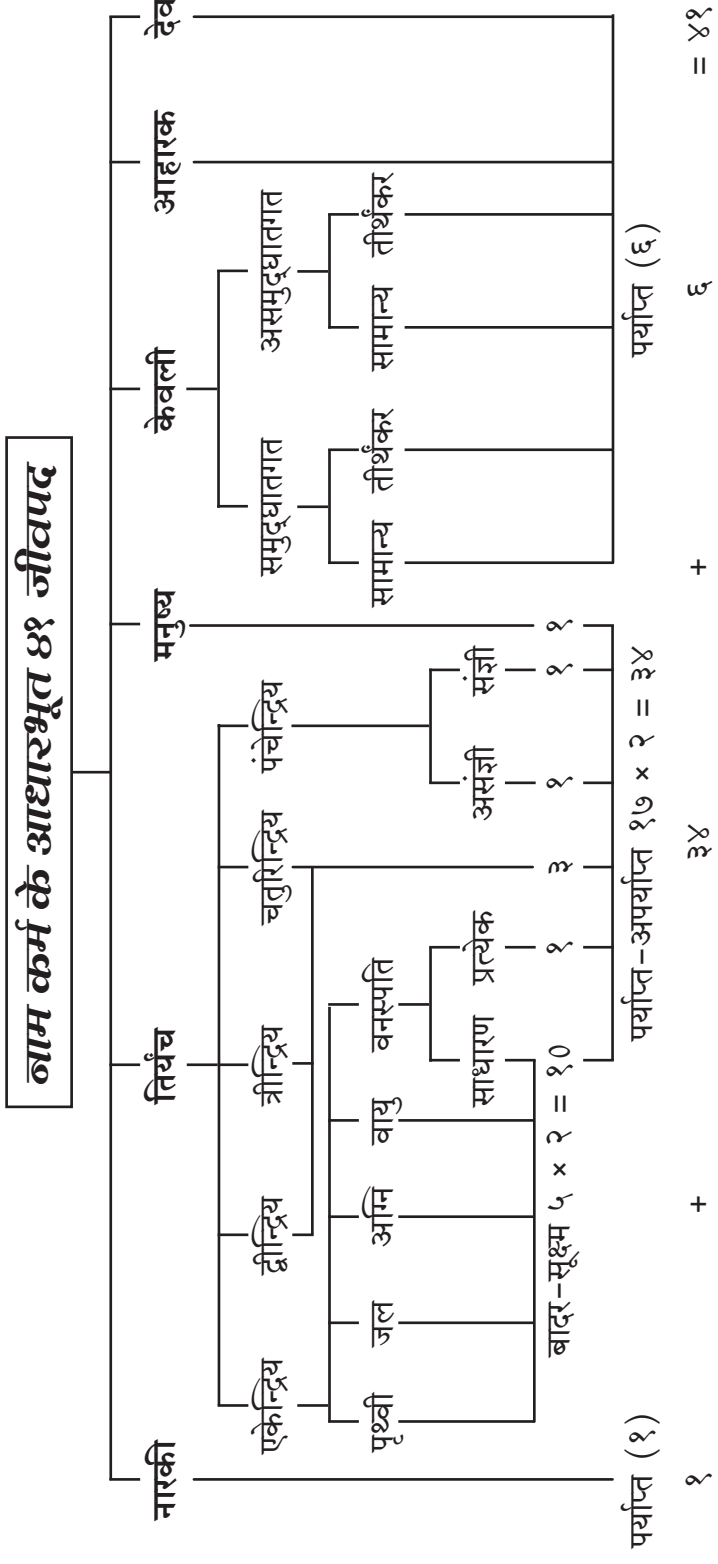 नाम कर्म के आधारभूत ४१ जीवपद
नारकी तिर्यंच मनुष्य केवली आहारक देव
एकेन्द्रिय द्वीन्द्रिय त्रीन्द्रिय चतुरिन्द्रिय पंचेन्द्रिय समुद्घातगत असमुद्घातगत
पृथ्वी जल अग्नि वायु वनस्पति असंज्ञी संज्ञी सामान्य तीर्थंकर सामान्य तीर्थंकर
साधारण प्रत्येक
बादर-सूक्ष्म ५ × २ = १० १ ३ १ १ १
पर्याप्त (१) पर्याप्त-अपर्याप्त १७ × २ = ३४ पर्याप्त (६)
१ + ३४ + ६ = ४१